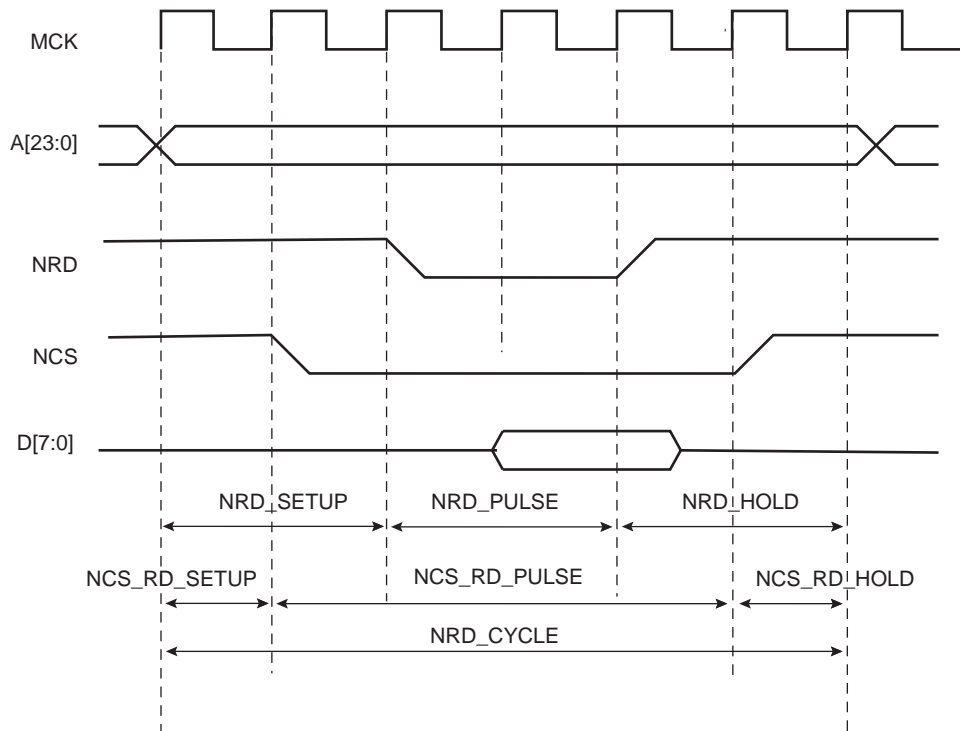 MCK
A[23:0]
NRD
NCS
D[7:0]
NRD_SETUP NRD_PULSE NRD_HOLD
NCS_RD_SETUP NCS_RD_PULSE NCS_RD_HOLD
NRD_CYCLE